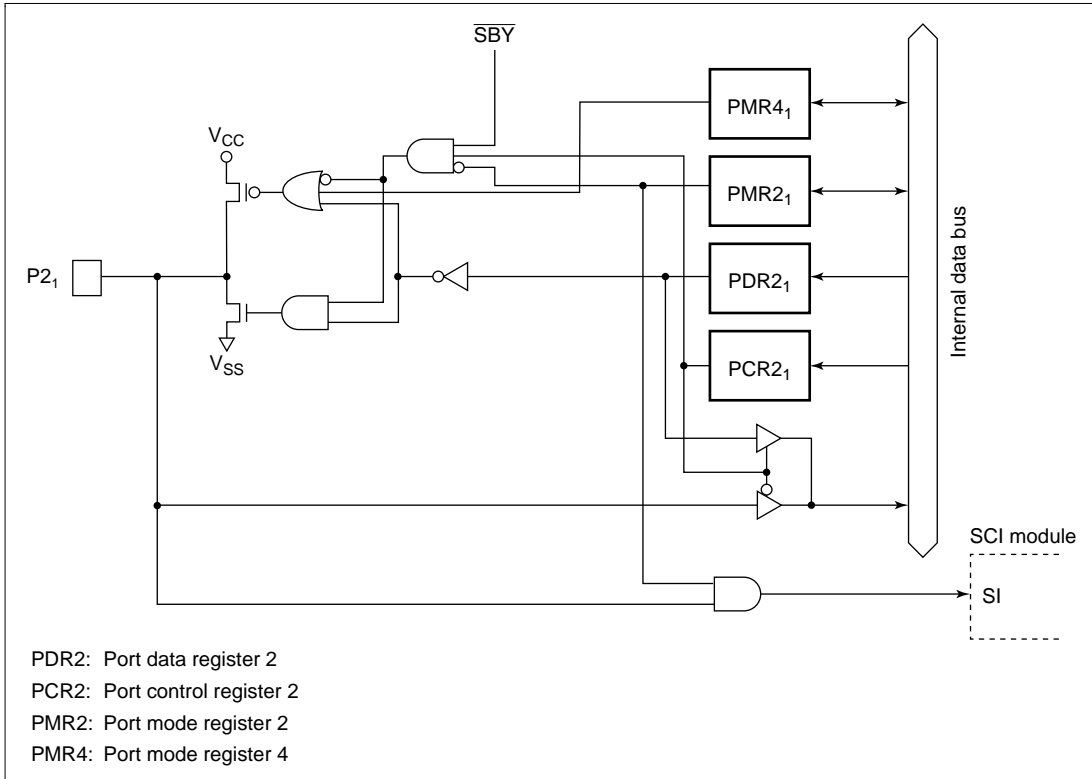 SBY
PMR4₁
V_CC
PMR2₁
Internal data bus
P2₁
PDR2₁
V_SS
PCR2₁
SCI module
SI
PDR2: Port data register 2
PCR2: Port control register 2
PMR2: Port mode register 2
PMR4: Port mode register 4